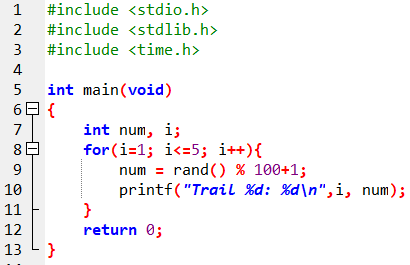 1 #include <stdio.h>
2 #include <stdlib.h>
3 #include <time.h>
4
5 int main(void)
6 {
7 int num, i;
8 for(i=1; i<=5; i++){
9 num = rand() % 100+1;
10 printf("Trail %d: %d\n",i, num);
11 }
12 return 0;
13 }